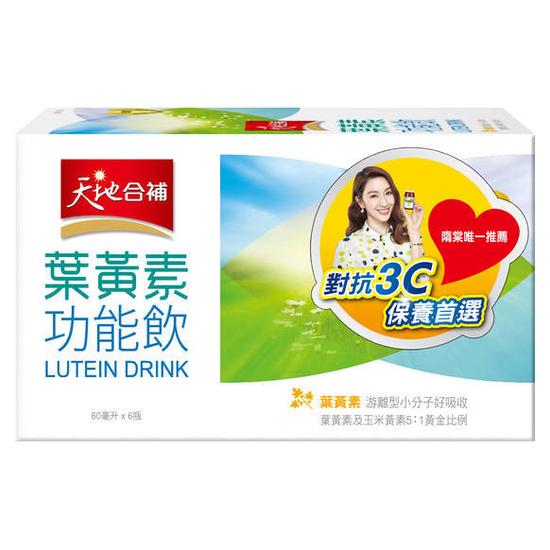 天地合補
葉黃素
功能飲
LUTEIN DRINK
60毫升 x 6瓶
隋棠唯一推薦
對抗3C
保養首選
葉黃素 游離型小分子好吸收
葉黃素及玉米黃素5：1黃金比例